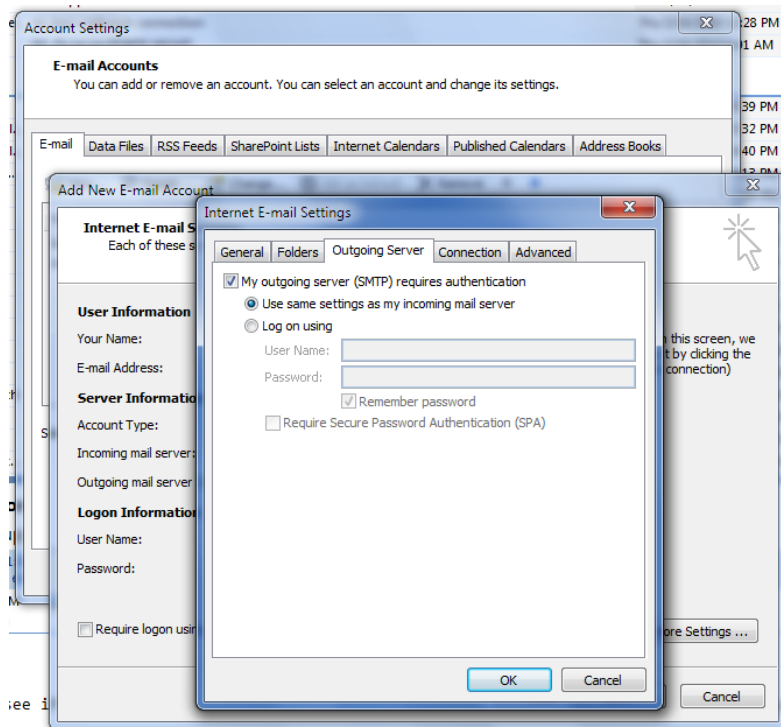 Account Settings
:28 PM
01 AM
E-mail Accounts
You can add or remove an account. You can select an account and change its settings.
39 PM
32 PM
40 PM
E-mail Data Files RSS Feeds SharePoint Lists Internet Calendars Published Calendars Address Books
Add New E-mail Account
Internet E-mail S
Each of these s
Internet E-mail Settings
General Folders Outgoing Server Connection Advanced
My outgoing server (SMTP) requires authentication
Use same settings as my incoming mail server
Log on using
User Name:
Password:
Remember password
Require Secure Password Authentication (SPA)
User Information
Your Name:
E-mail Address:
Server Informatio
Account Type:
Incoming mail server:
Outgoing mail server
Logon Information
User Name:
Password:
Require logon usin
this screen, we
t by clicking the
connection)
ore Settings ...
OK Cancel
Cancel
see i